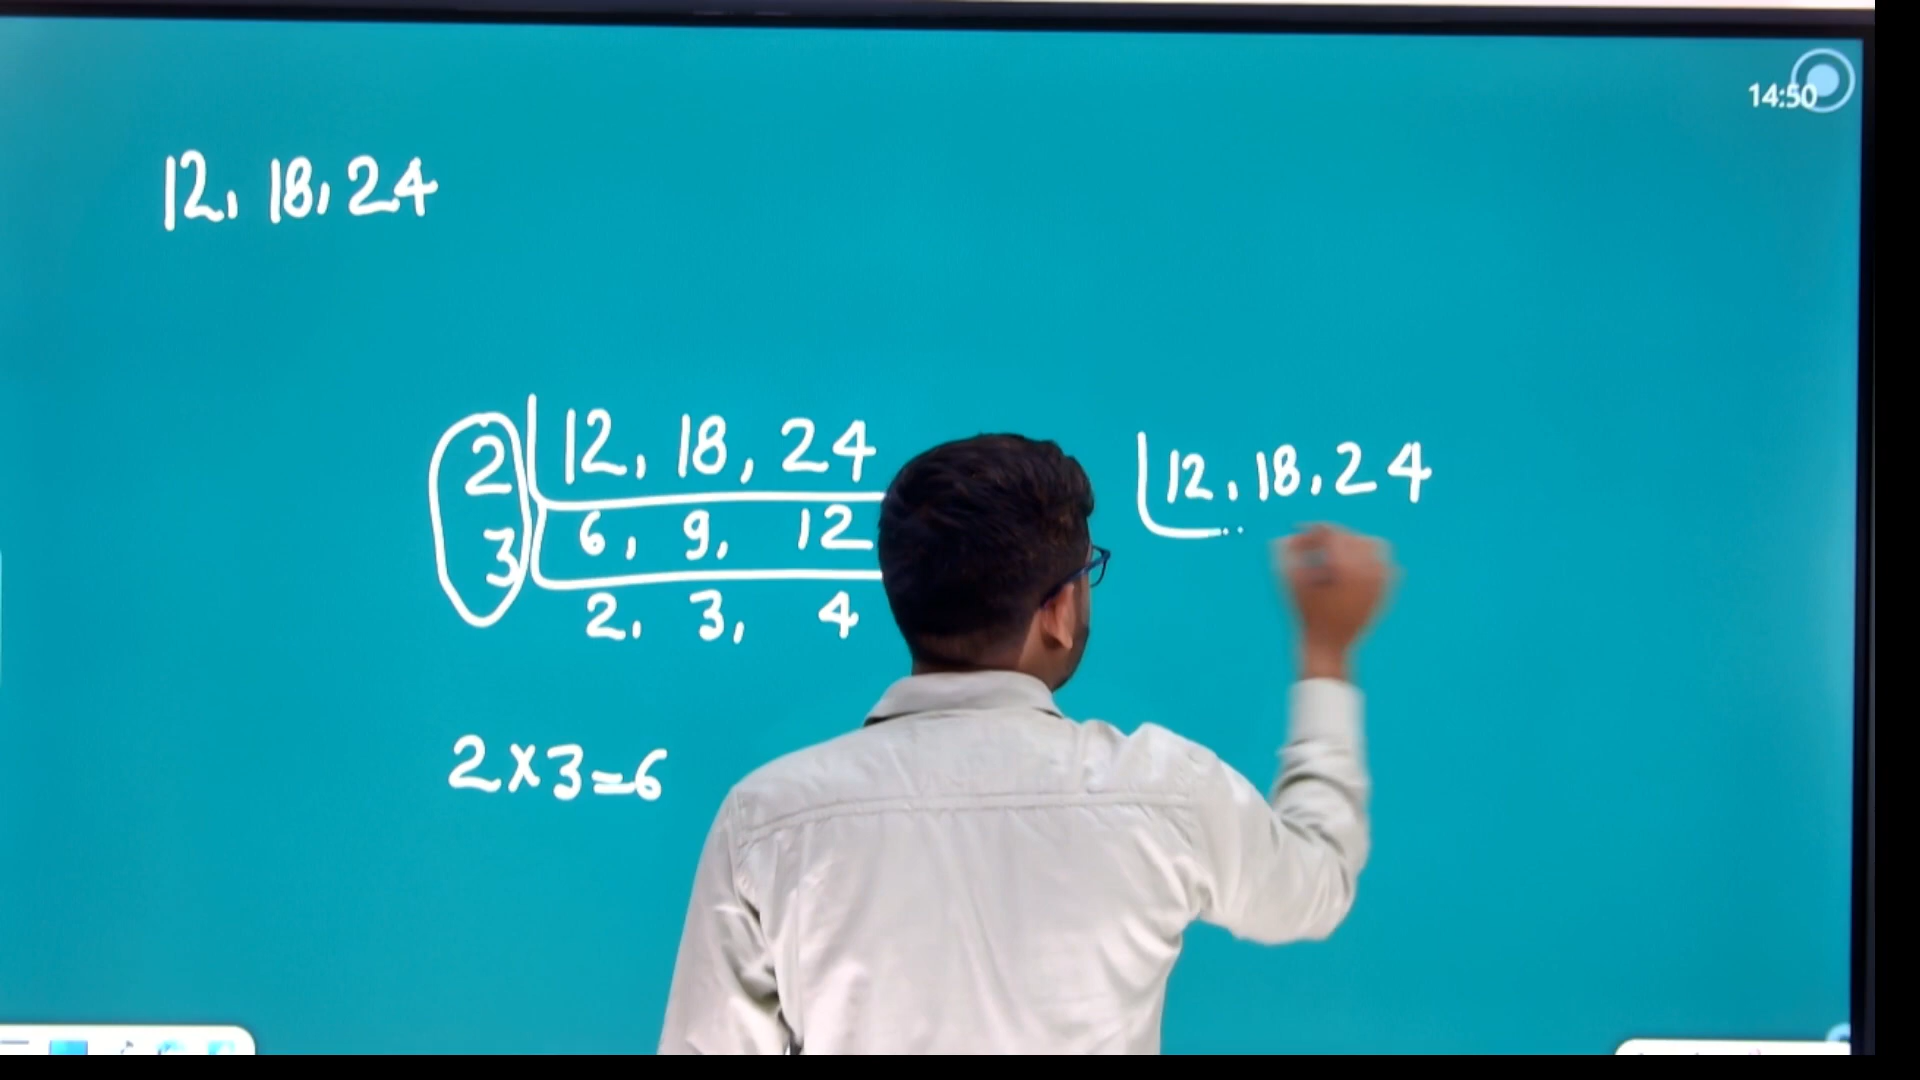 14:50
12, 18, 24
2 12, 18, 24
3 6, 9, 12
2, 3, 4
2×3=6
12, 18, 24